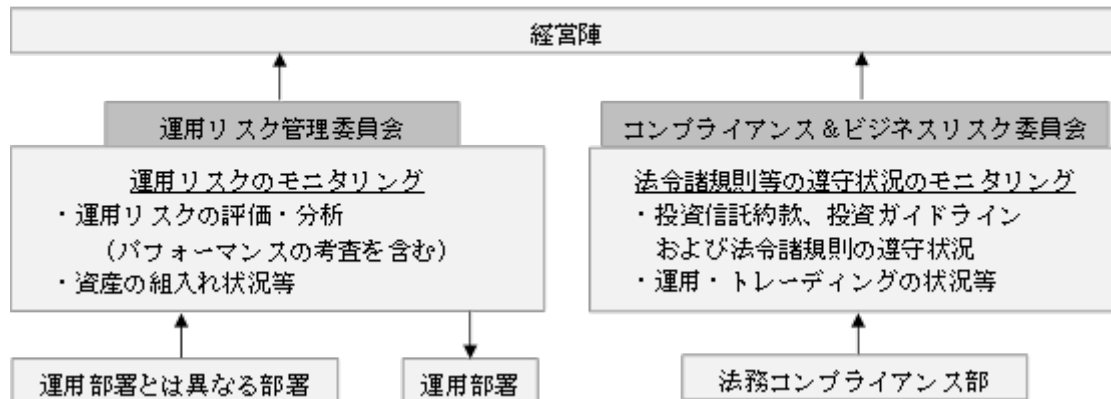 経営陣
運用リスク管理委員会
運用リスクのモニタリング
・運用リスクの評価・分析
（パフォーマンスの考査を含む）
・資産の組入れ状況等
運用部署とは異なる部署
運用部署
コンプライアンス＆ビジネスリスク委員会
法令諸規則等の遵守状況のモニタリング
・投資信託約款、投資ガイドライン
および法令諸規則の遵守状況
・運用・トレーディングの状況等
法務コンプライアンス部